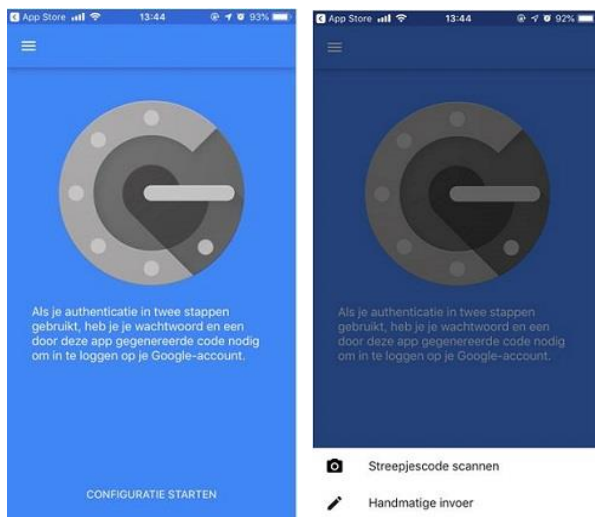 App Store 13:44 93%
Als je authenticatie in twee stappen
gebruikt, heb je je wachtwoord en een
door deze app gegenereerde code nodig
om in te loggen op je Google-account.
CONFIGURATIE STARTEN
App Store 13:44 92%
Als je authenticatie in twee stappen
gebruikt, heb je je wachtwoord en een
door deze app gegenereerde code nodig
om in te loggen op je Google-account.
Streepjescode scannen
Handmatige invoer